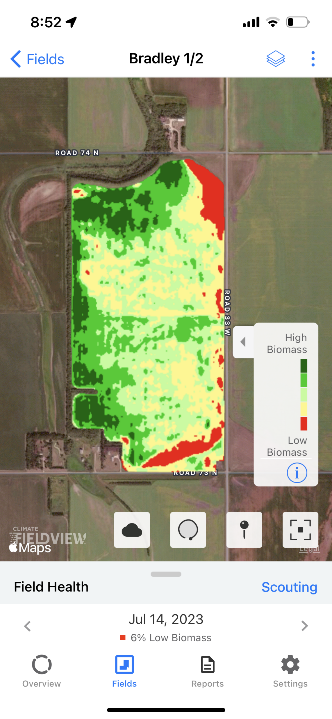 8:52
Fields
Bradley 1/2
ROAD 74 N
ROAD 93 W
High
Biomass
Low
Biomass
ROAD 73 N
CLIMATE
FIELDVIEW
Maps
Legal
Field Health
Scouting
Jul 14, 2023
6% Low Biomass
Overview
Fields
Reports
Settings